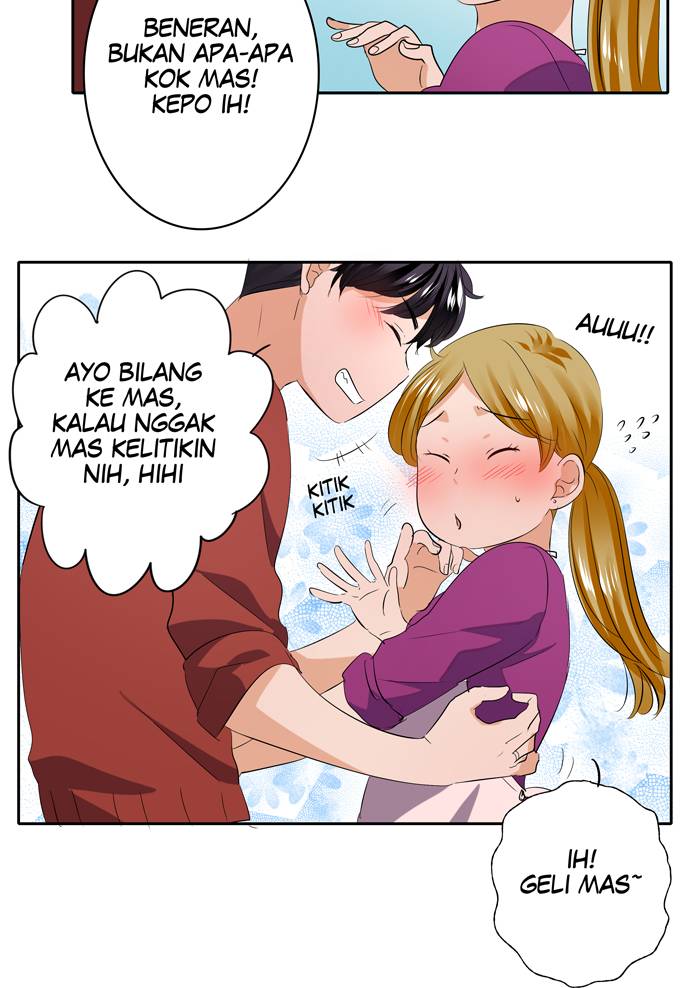 BENERAN,
BUKAN APA-APA
KOK MAS!
KEPO IH!
AUUU!!
AYO BILANG
KE MAS,
KALAU NGGAK
MAS KELITIKIN
NIH, HIHI
KITIK
KITIK
IH!
GELI MAS~